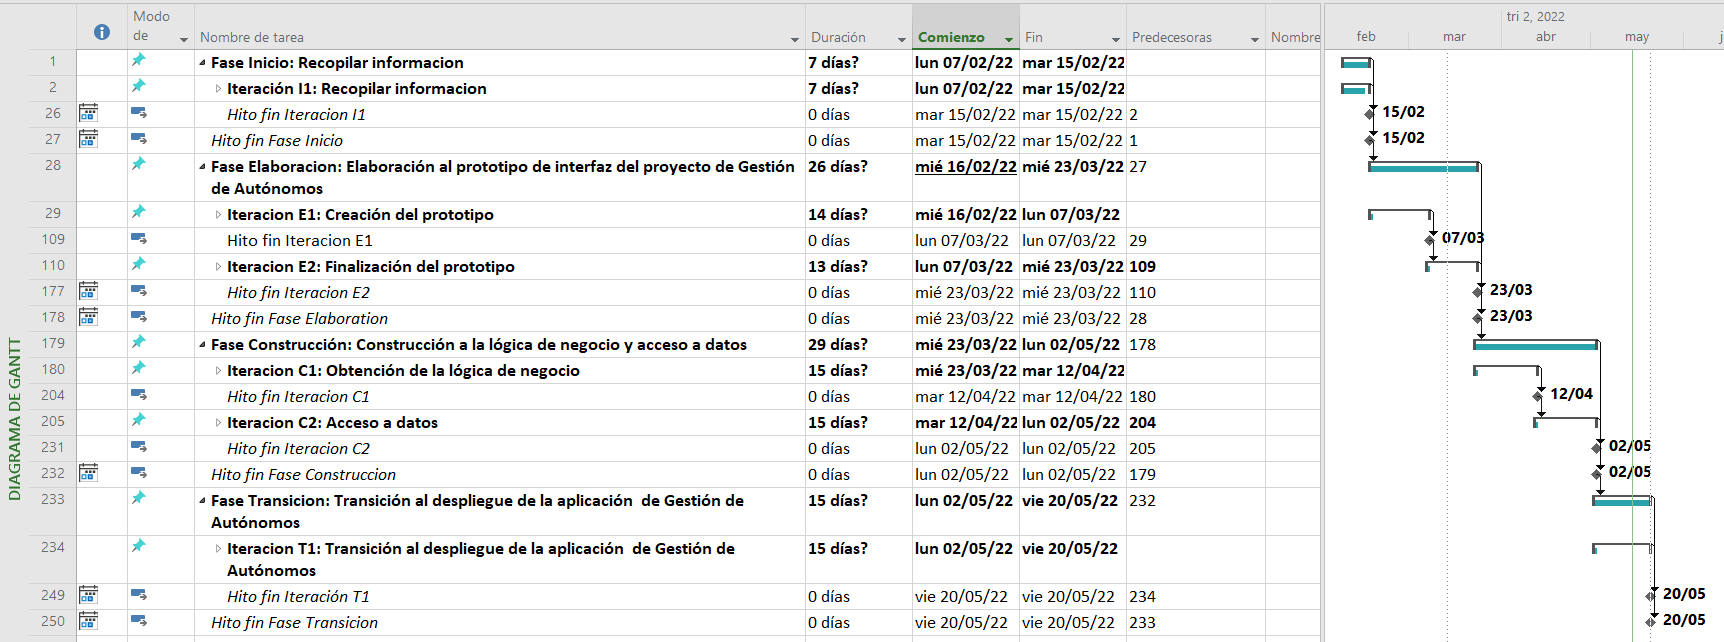 tri 2, 2022
Modo de
Nombre de tarea
Duración
Comienzo
Fin
Predecesoras
Nombre
feb
mar
abr
may
j
DIAGRAMA DE GANTT
1 Fase Inicio: Recopilar informacion 7 días? lun 07/02/22 mar 15/02/22
2 Iteración I1: Recopilar informacion 7 días? lun 07/02/22 mar 15/02/22
26 Hito fin Iteracion I1 0 días mar 15/02/22 mar 15/02/22 2 15/02
27 Hito fin Fase Inicio 0 días mar 15/02/22 mar 15/02/22 1 15/02
28 Fase Elaboracion: Elaboración al prototipo de interfaz del proyecto de Gestión 26 días? mié 16/02/22 mié 23/03/22 27
de Autónomos
29 Iteracion E1: Creación del prototipo 14 días? mié 16/02/22 lun 07/03/22
109 Hito fin Iteracion E1 0 días lun 07/03/22 lun 07/03/22 29 07/03
110 Iteracion E2: Finalización del prototipo 13 días? lun 07/03/22 mié 23/03/22 109
177 Hito fin Iteracion E2 0 días mié 23/03/22 mié 23/03/22 110 23/03
178 Hito fin Fase Elaboration 0 días mié 23/03/22 mié 23/03/22 28 23/03
179 Fase Construcción: Construcción a la lógica de negocio y acceso a datos 29 días? mié 23/03/22 lun 02/05/22 178
180 Iteracion C1: Obtención de la lógica de negocio 15 días? mié 23/03/22 mar 12/04/22
204 Hito fin Iteracion C1 0 días mar 12/04/22 mar 12/04/22 180 12/04
205 Iteracion C2: Acceso a datos 15 días? mar 12/04/22 lun 02/05/22 204
231 Hito fin Iteracion C2 0 días lun 02/05/22 lun 02/05/22 205 02/05
232 Hito fin Fase Construccion 0 días lun 02/05/22 lun 02/05/22 179 02/05
233 Fase Transicion: Transición al despliegue de la aplicación  de Gestión de 15 días? lun 02/05/22 vie 20/05/22 232
Autónomos
234 Iteracion T1: Transición al despliegue de la aplicación  de Gestión de 15 días? lun 02/05/22 vie 20/05/22
Autónomos
249 Hito fin Iteración T1 0 días vie 20/05/22 vie 20/05/22 234 20/05
250 Hito fin Fase Transicion 0 días vie 20/05/22 vie 20/05/22 233 20/05